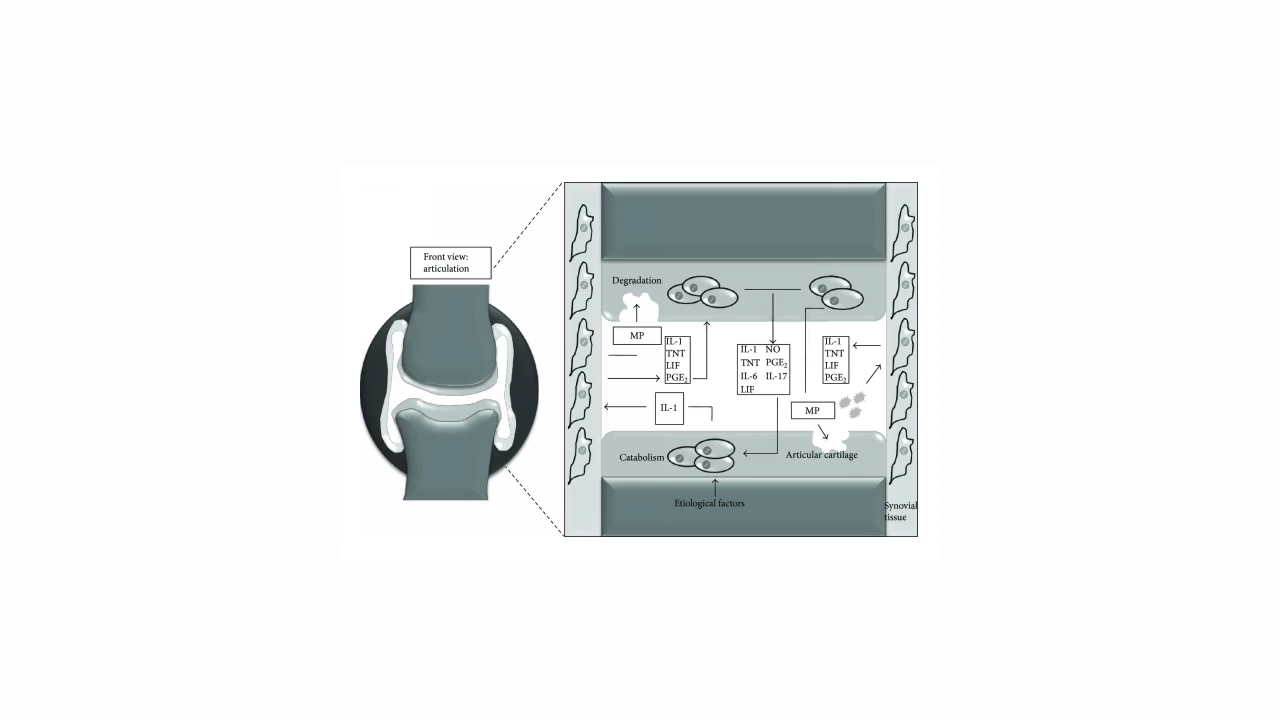 Front view:
articulation
Degradation
MP
IL-1
TNT
LIF
PGE₂
IL-1 NO
TNT PGE₂
IL-6 IL-17
LIF
IL-1
TNT
LIF
PGE₂
IL-1
MP
Catabolism
Articular cartilage
Etiological factors
Synovial
tissue